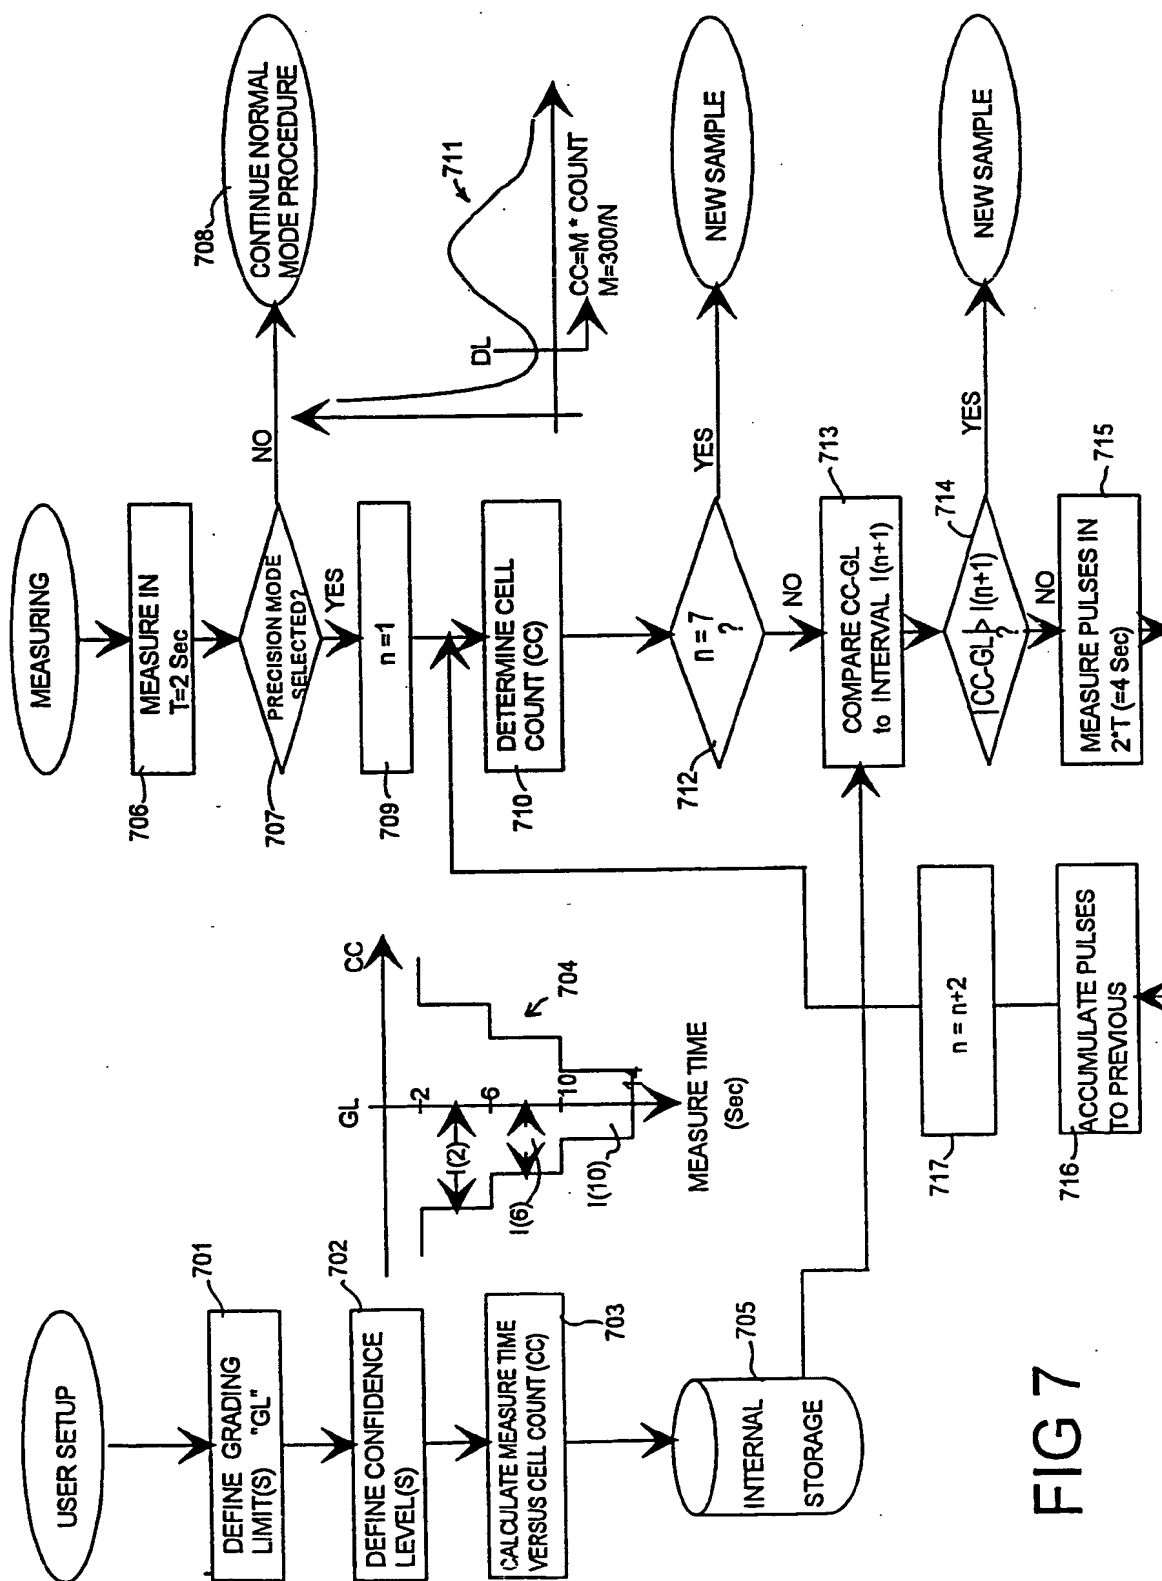 USER SETUP
701
DEFINE GRADING
LIMIT(S) "GL"
702
DEFINE CONFIDENCE
LEVEL(S)
703
CALCULATE MEASURE TIME
VERSUS CELL COUNT (CC)
705
INTERNAL
STORAGE
CC
GL
704
2
6
10
I(2)
I(6)
I(10)
MEASURE TIME
(Sec)
MEASURING
706
MEASURE IN
T=2 Sec
707
PRECISION MODE
SELECTED?
NO
YES
708
CONTINUE NORMAL
MODE PROCEDURE
709
n =1
710
DETERMINE CELL
COUNT (CC)
711
DL
CC=M * COUNT
M=300/N
712
n = 7
?
YES
NEW SAMPLE
NO
713
COMPARE CC-GL
to INTERVAL I(n+1)
714
|CC-GL|> I(n+1)
?
YES
NEW SAMPLE
NO
715
MEASURE PULSES IN
2*T (=4 Sec)
716
ACCUMULATE PULSES
TO PREVIOUS
717
n = n+2
FIG 7